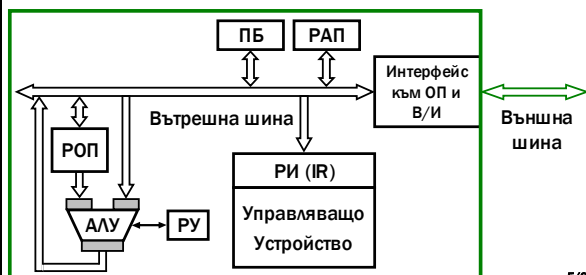 ПБ
РАП
Интерфейс
към ОП и
В/И
Вътрешна шина
Външна
шина
РОП
РИ (IR)
АЛУ
РУ
Управляващо
Устройство